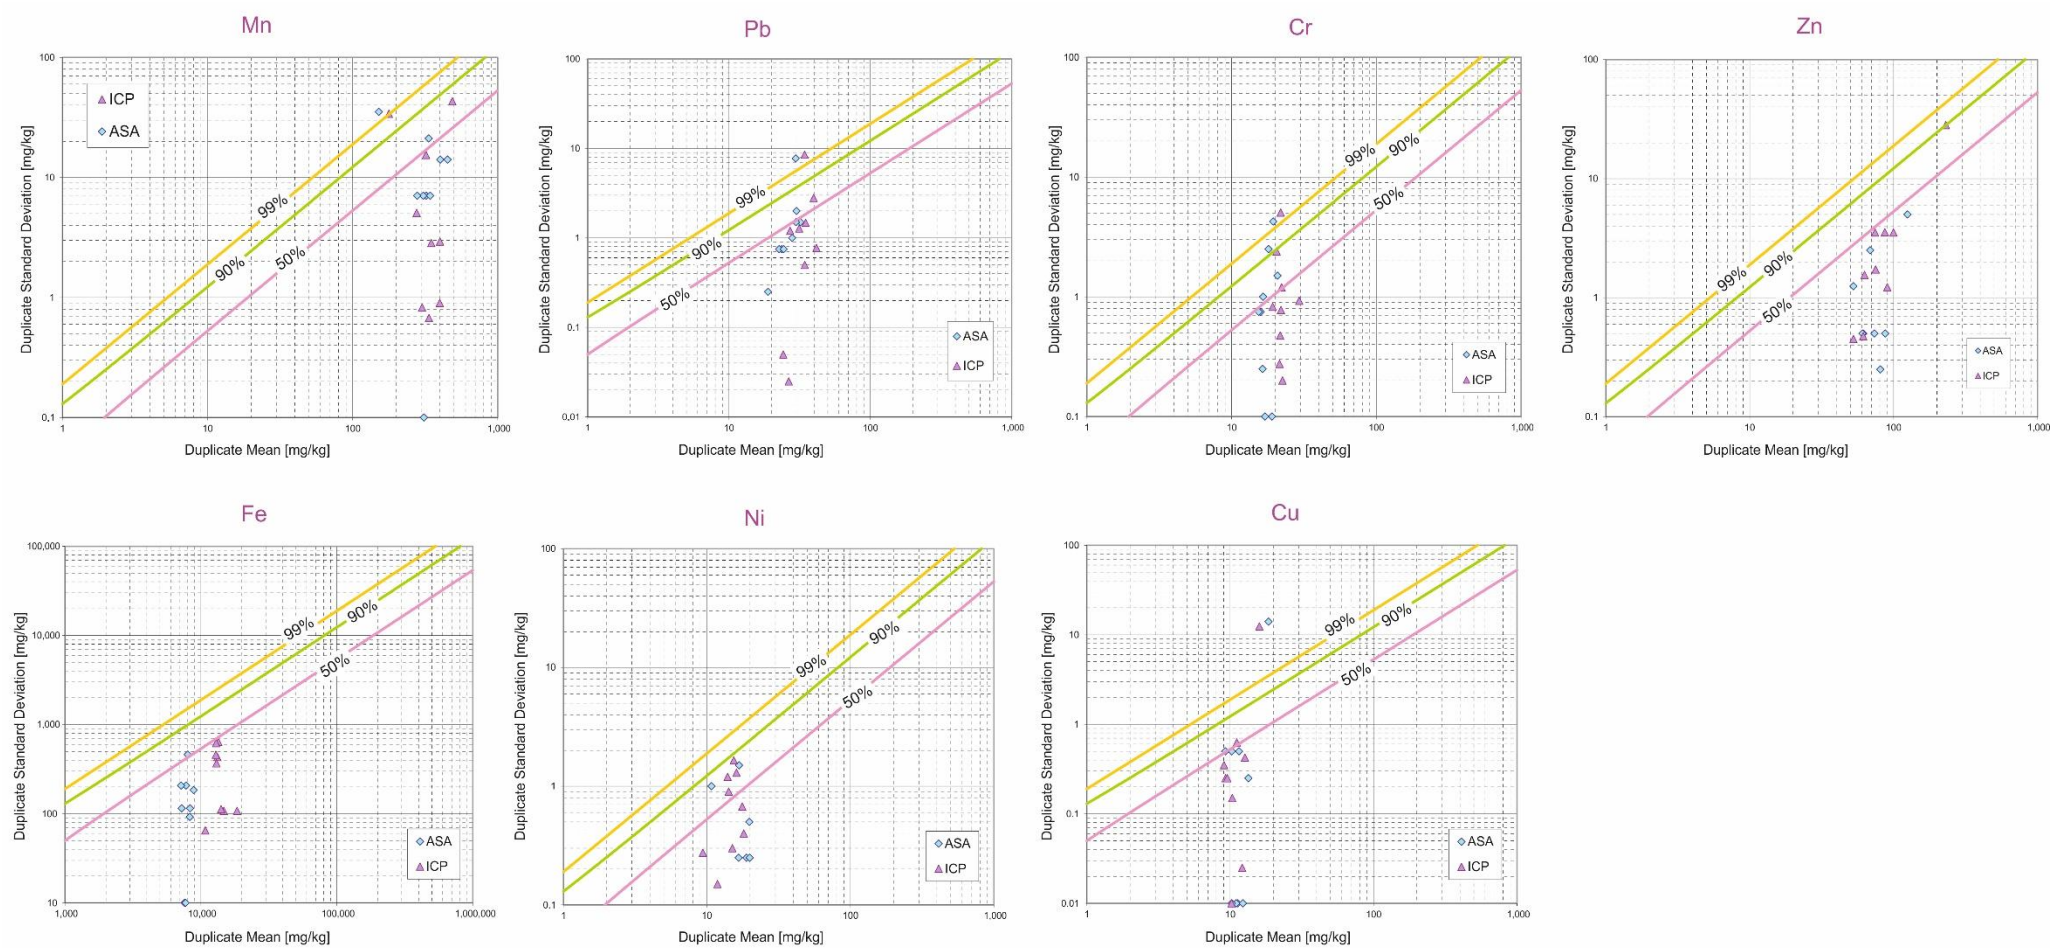 Mn
Duplicate Standard Deviation [mg/kg]
100
10
1
0.1
ICP
ASA
99%
90%
50%
1
10
100
1,000
Duplicate Mean [mg/kg]
Pb
Duplicate Standard Deviation [mg/kg]
100
10
1
0.1
0.01
99%
90%
50%
ASA
ICP
1
10
100
1,000
Duplicate Mean [mg/kg]
Cr
Duplicate Standard Deviation [mg/kg]
100
10
1
0.1
99%
90%
50%
ASA
ICP
1
10
100
1,000
Duplicate Mean [mg/kg]
Zn
Duplicate Standard Deviation [mg/kg]
100
10
1
0.1
99%
90%
50%
ASA
ICP
1
10
100
1,000
Duplicate Mean [mg/kg]
Fe
Duplicate Standard Deviation [mg/kg]
100,000
10,000
1,000
100
10
99%
90%
50%
ASA
ICP
1,000
10,000
100,000
1,000,000
Duplicate Mean [mg/kg]
Ni
Duplicate Standard Deviation [mg/kg]
100
10
1
0.1
99%
90%
50%
ASA
ICP
1
10
100
1,000
Duplicate Mean [mg/kg]
Cu
Duplicate Standard Deviation [mg/kg]
100
10
1
0.1
0.01
99%
90%
50%
ASA
ICP
1
10
100
1,000
Duplicate Mean [mg/kg]